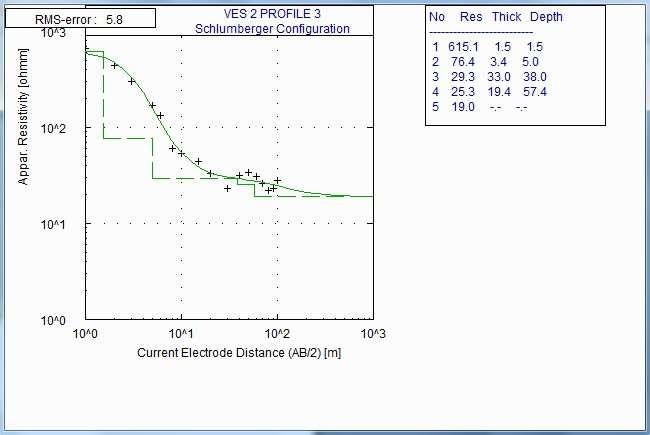 RMS-error : 5.8
VES 2 PROFILE 3
Schlumberger Configuration
10^3
10^2
10^1
10^0
Appar. Resistivity [ohmm]
10^0 10^1 10^2 10^3
Current Electrode Distance (AB/2) [m]
No Res Thick Depth
----------------------------
1 615.1 1.5 1.5
2 76.4 3.4 5.0
3 29.3 33.0 38.0
4 25.3 19.4 57.4
5 19.0 -.- -.-